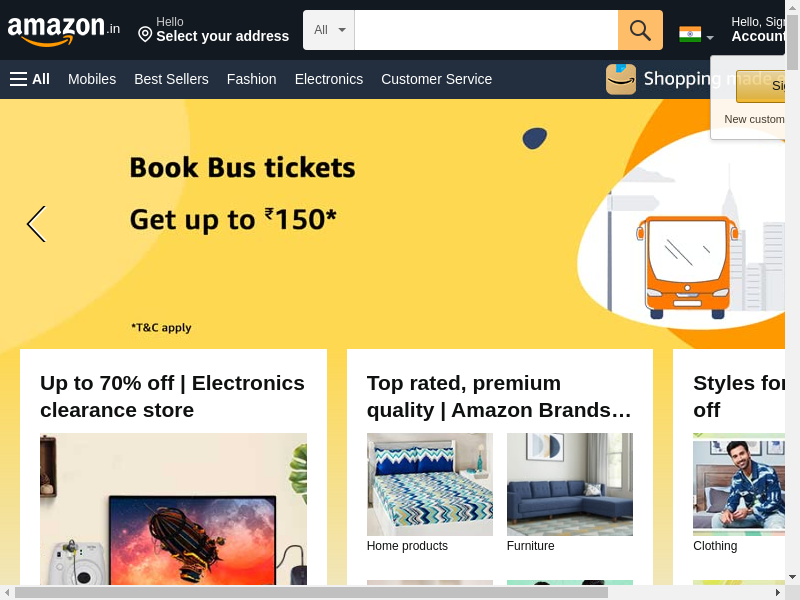 amazon.in
Hello
Select your address
All
Hello, Sign
Account
All
Mobiles
Best Sellers
Fashion
Electronics
Customer Service
Shopping made
New custom
Book Bus tickets
Get up to ₹150*
*T&C apply
Up to 70% off | Electronics
clearance store
Top rated, premium
quality | Amazon Brands…
Styles for
off
Home products
Furniture
Clothing